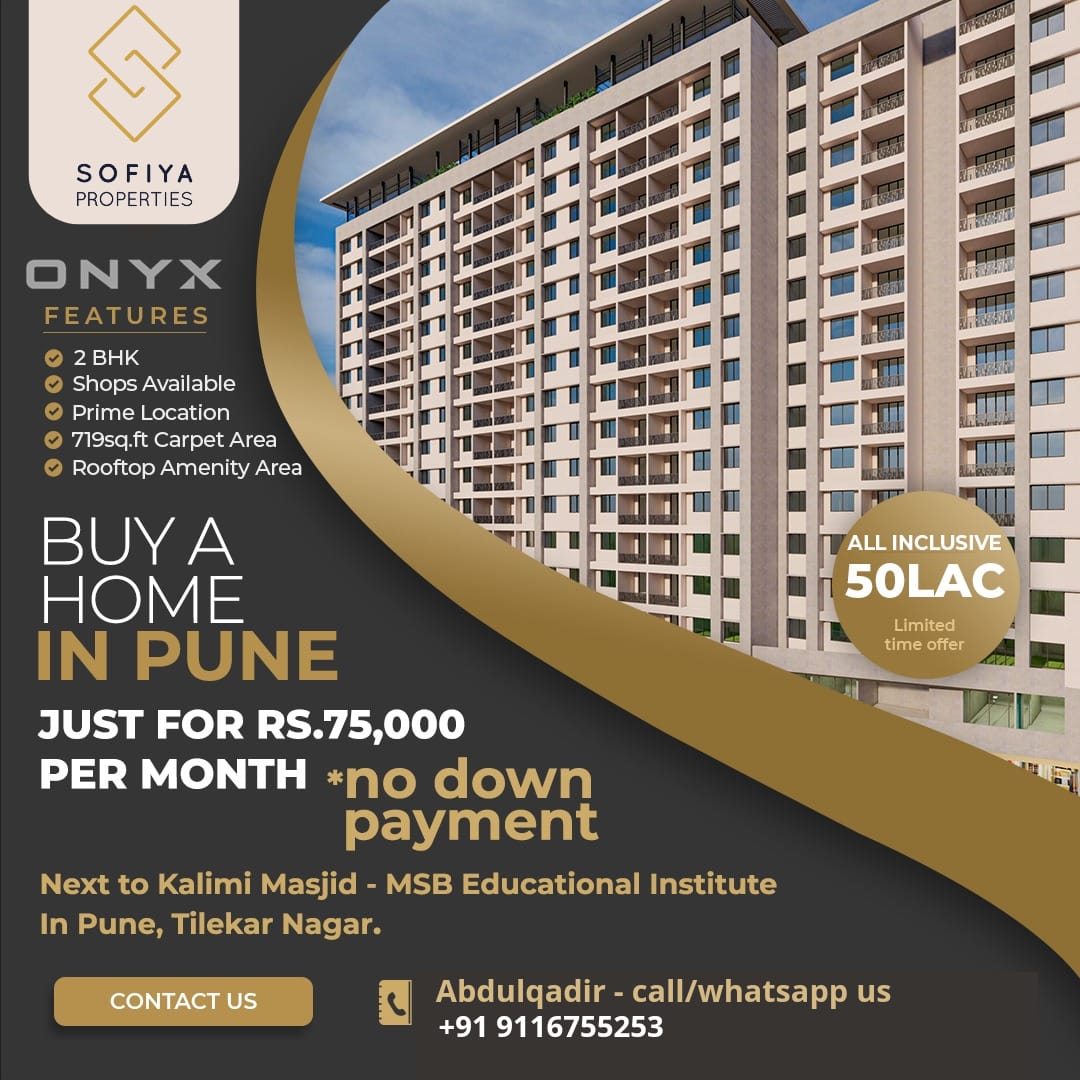 SOFIYA
PROPERTIES
ONYX
FEATURES
2 BHK
Shops Available
Prime Location
719sq.ft Carpet Area
Rooftop Amenity Area
BUY A
HOME
IN PUNE
JUST FOR RS.75,000
PER MONTH *no down
payment
ALL INCLUSIVE
50LAC
Limited
time offer
Next to Kalimi Masjid - MSB Educational Institute
In Pune, Tilekar Nagar.
CONTACT US
Abdulqadir - call/whatsapp us
+91 9116755253